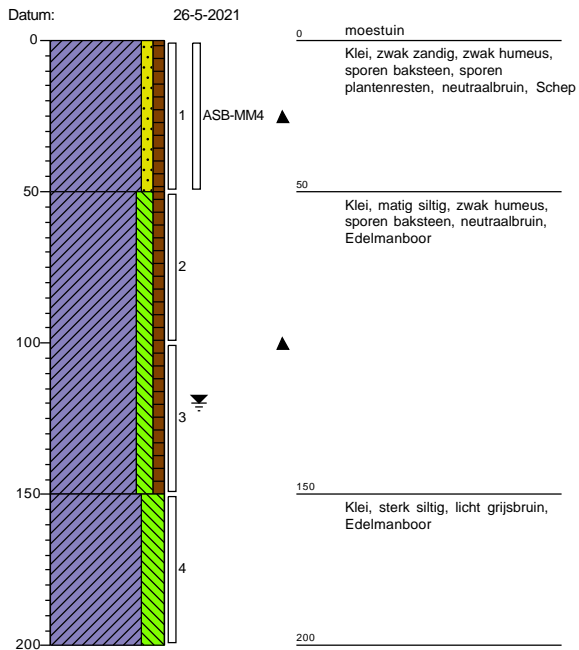 Datum: 26-5-2021
0
50
100
150
200
1
ASB-MM4
2
3
4
0 moestuin
Klei, zwak zandig, zwak humeus,
sporen baksteen, sporen
plantenresten, neutraalbruin, Schep
50
Klei, matig siltig, zwak humeus,
sporen baksteen, neutraalbruin,
Edelmanboor
150
Klei, sterk siltig, licht grijsbruin,
Edelmanboor
200